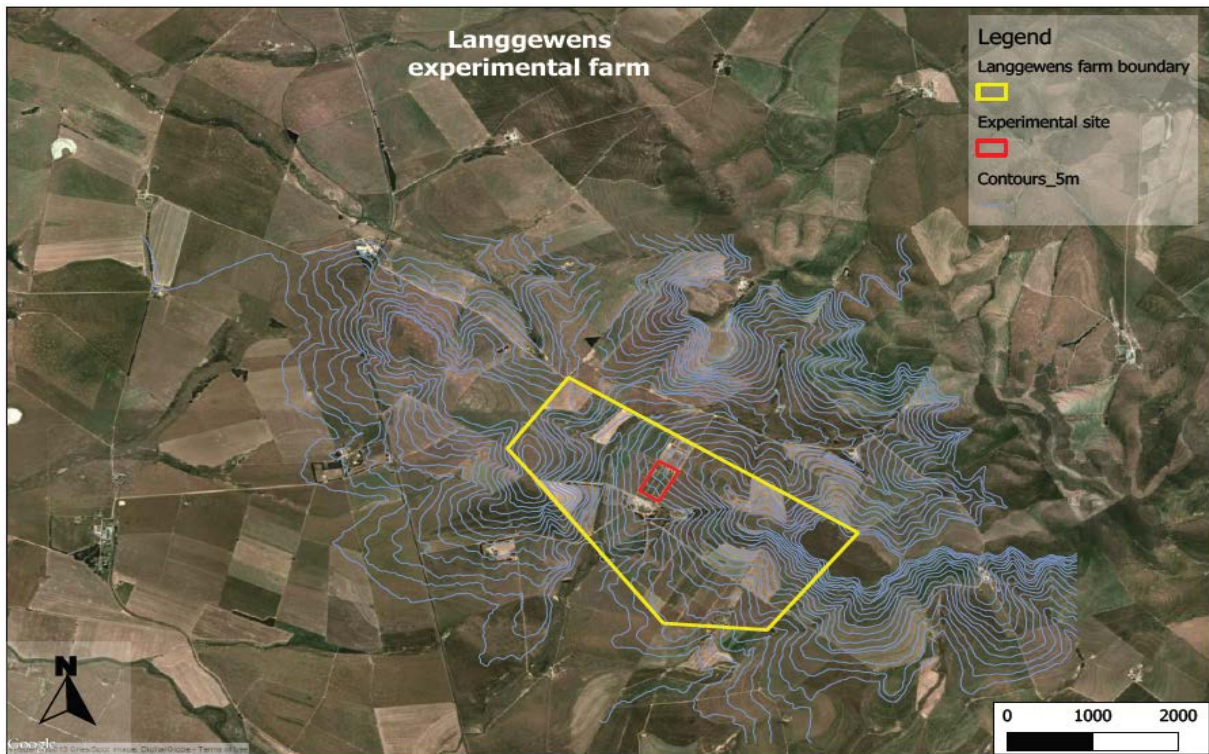 Langgewens
experimental farm
Legend
Langgewens farm boundary
Experimental site
Contours_5m
N
0 1000 2000
Google